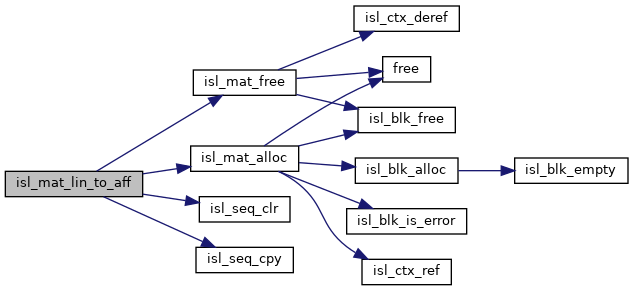 isl_ctx_deref
isl_mat_free
free
isl_blk_free
isl_mat_alloc
isl_blk_alloc
isl_blk_empty
isl_mat_lin_to_aff
isl_seq_clr
isl_blk_is_error
isl_seq_cpy
isl_ctx_ref